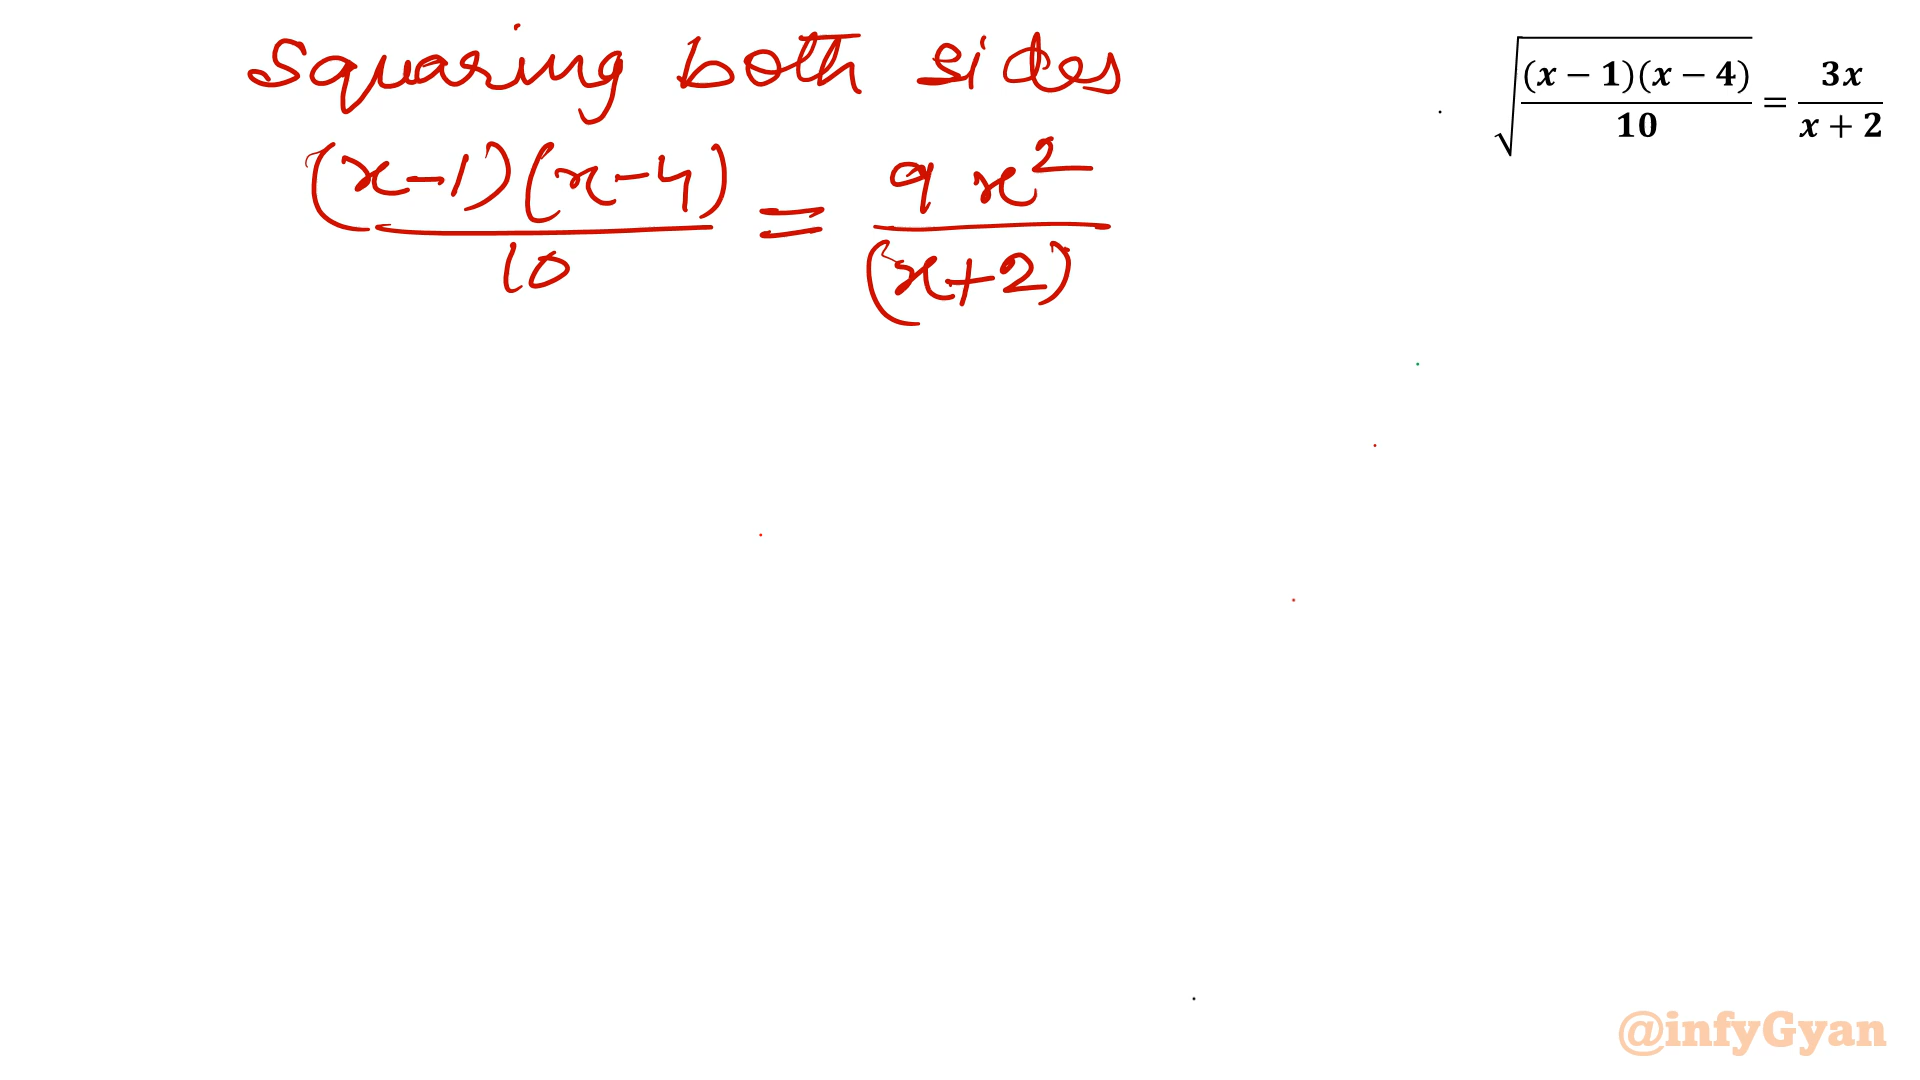 Squaring both sides
(x-1)(x-4)/10 = 9x²/(x+2)
√((x − 1)(x − 4)/10) = 3x/(x + 2)
@infyGyan